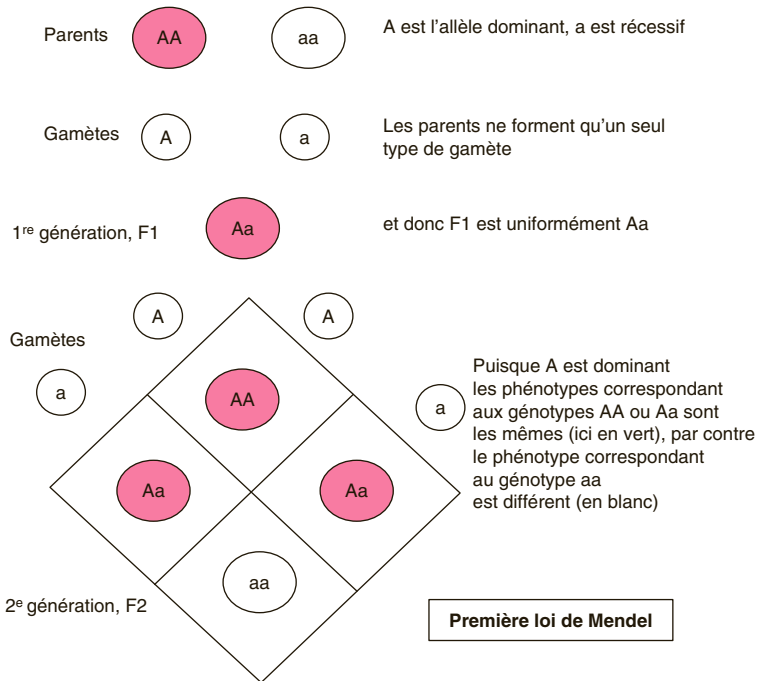 Parents
AA
aa
A est l'allèle dominant, a est récessif
Gamètes
A
a
Les parents ne forment qu'un seul
type de gamète
1re génération, F1
Aa
et donc F1 est uniformément Aa
A
A
Gamètes
a
a
AA
Puisque A est dominant
les phénotypes correspondant
aux génotypes AA ou Aa sont
les mêmes (ici en vert), par contre
le phénotype correspondant
au génotype aa
est différent (en blanc)
Aa
Aa
aa
2e génération, F2
Première loi de Mendel